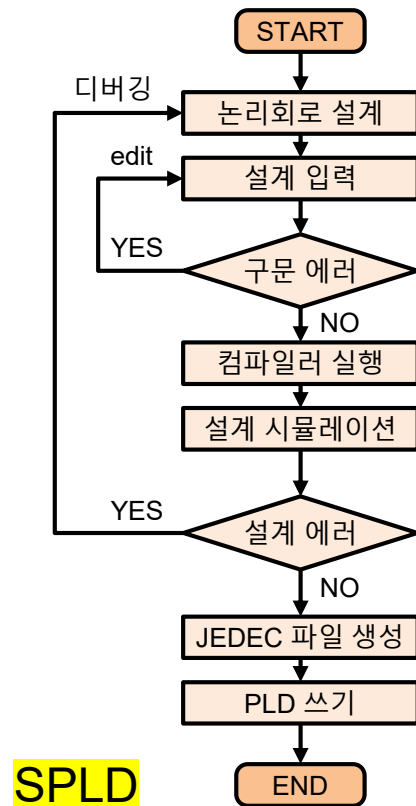 START
디버깅
논리회로 설계
edit
설계 입력
YES
구문 에러
NO
컴파일러 실행
설계 시뮬레이션
YES
설계 에러
NO
JEDEC 파일 생성
PLD 쓰기
SPLD
END